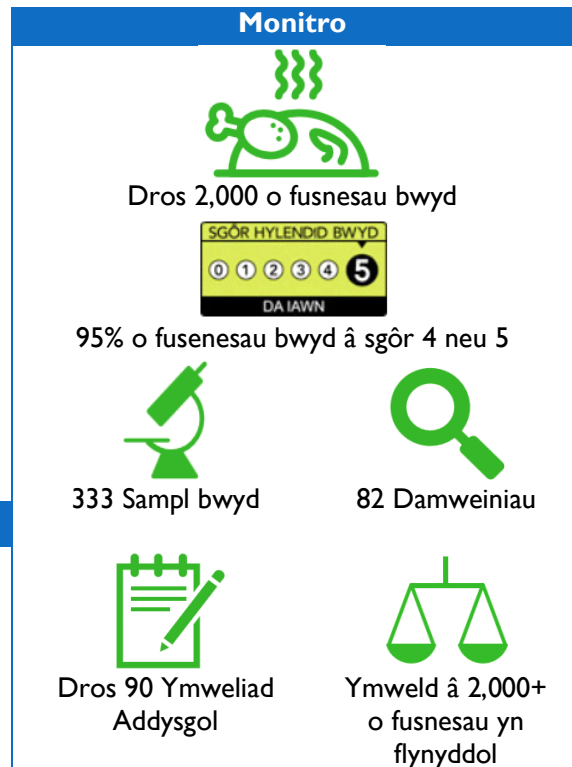 Monitro
Dros 2,000 o fusnesau bwyd
SGÔR HYLENDID BWYD
0 1 2 3 4 5
DA IAWN
95% o fusenesau bwyd â sgôr 4 neu 5
333 Sampl bwyd
82 Damweiniau
Dros 90 Ymweliad
Addysgol
Ymweld â 2,000+
o fusnesau yn
flynyddol